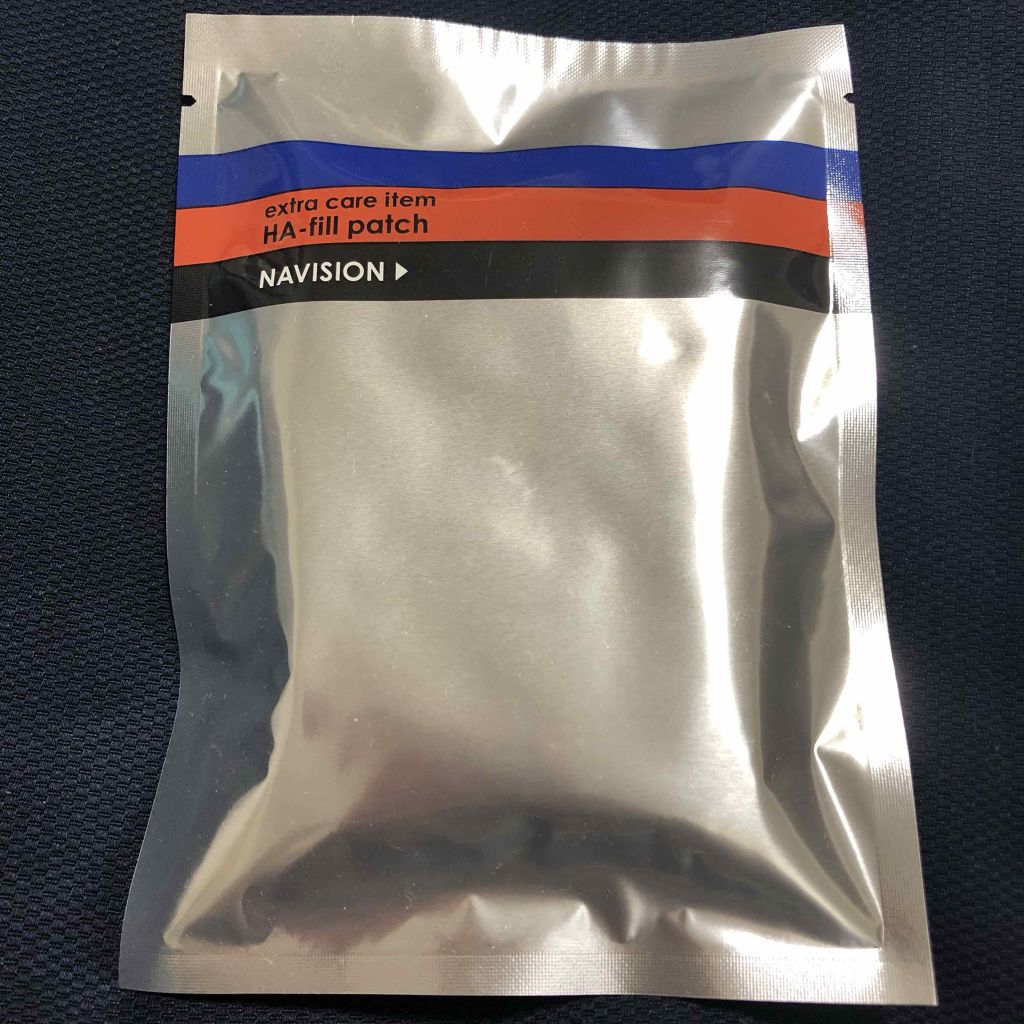 extra care item
HA-fill patch
NAVISION